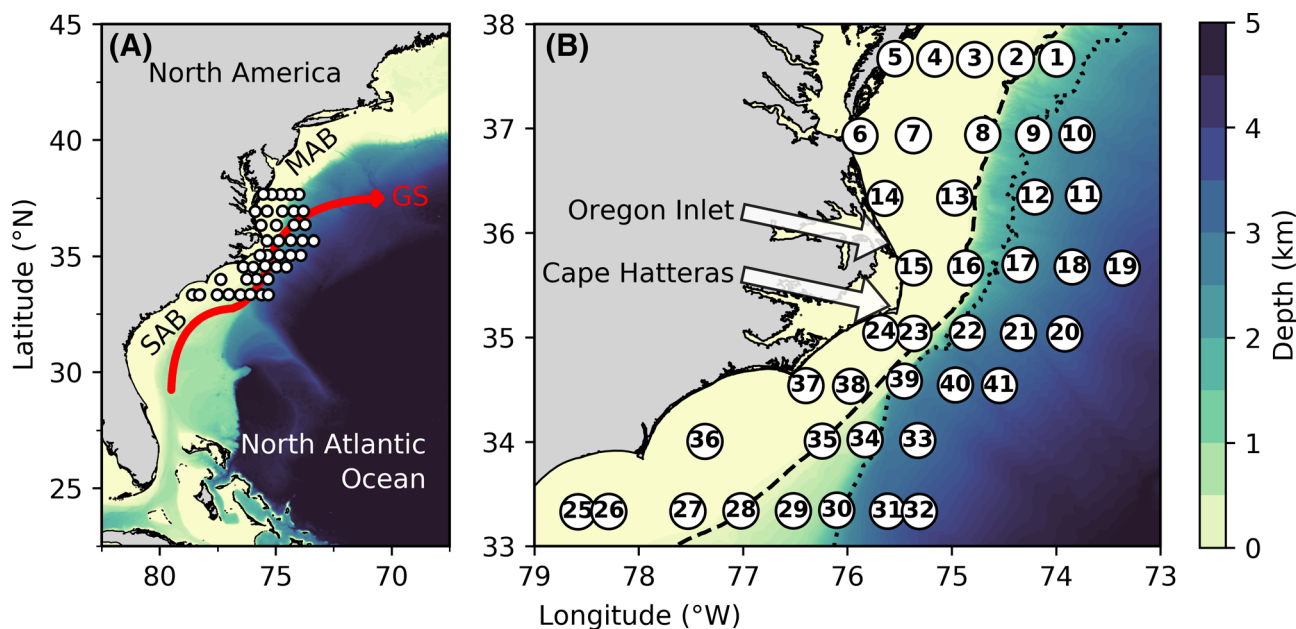 (A)
North America
MAB
GS
SAB
North Atlantic
Ocean
45
40
35
30
25
80
75
70
Latitude (°N)
(B)
5 4 3 2 1
6 7 8 9 10
14 13 12 11
Oregon Inlet
Cape Hatteras
15 16 17 18 19
24 23 22 21 20
37 38 39 40 41
36 35 34 33
25 26 27 28 29 30 31 32
38
37
36
35
34
33
79 78 77 76 75 74 73
Longitude (°W)
5
4
3
2
1
0
Depth (km)